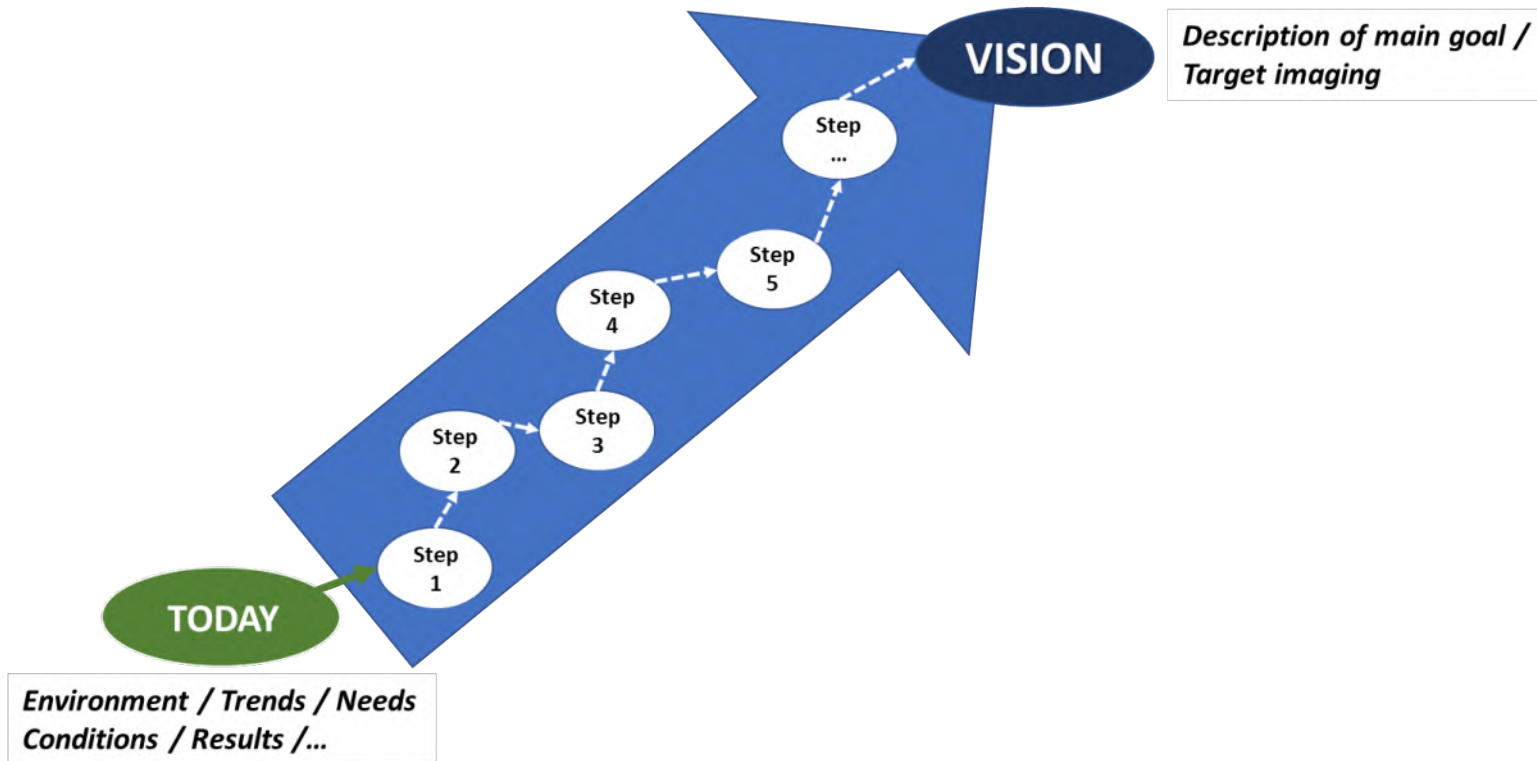 VISION
Description of main goal /
Target imaging
Step
...
Step
5
Step
4
Step
3
Step
2
Step
1
TODAY
Environment / Trends / Needs
Conditions / Results /...